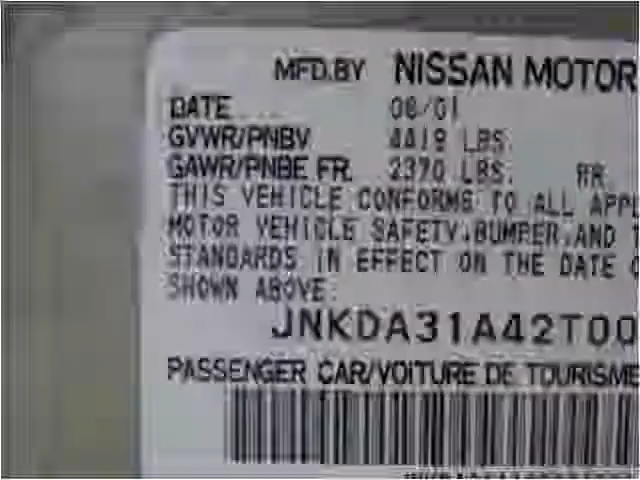 MFD.BY NISSAN MOTOR
DATE 06/01
GVWR/PNBV 4419 LBS
GAWR/PNBE FR. 2370 LBS. RR
THIS VEHICLE CONFORMS TO ALL APPL
MOTOR VEHICLE SAFETY, BUMPER, AND T
STANDARDS IN EFFECT ON THE DATE O
SHOWN ABOVE.
JNKDA31A42T00
PASSENGER CAR/VOITURE DE TOURISME